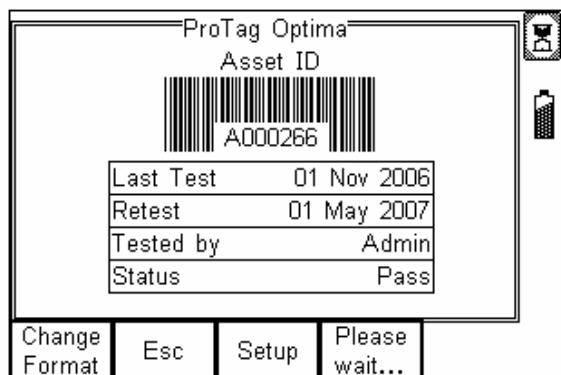 ProTag Optima
Asset ID
A000266
Last Test 01 Nov 2006
Retest 01 May 2007
Tested by Admin
Status Pass
Change Format
Esc
Setup
Please wait...